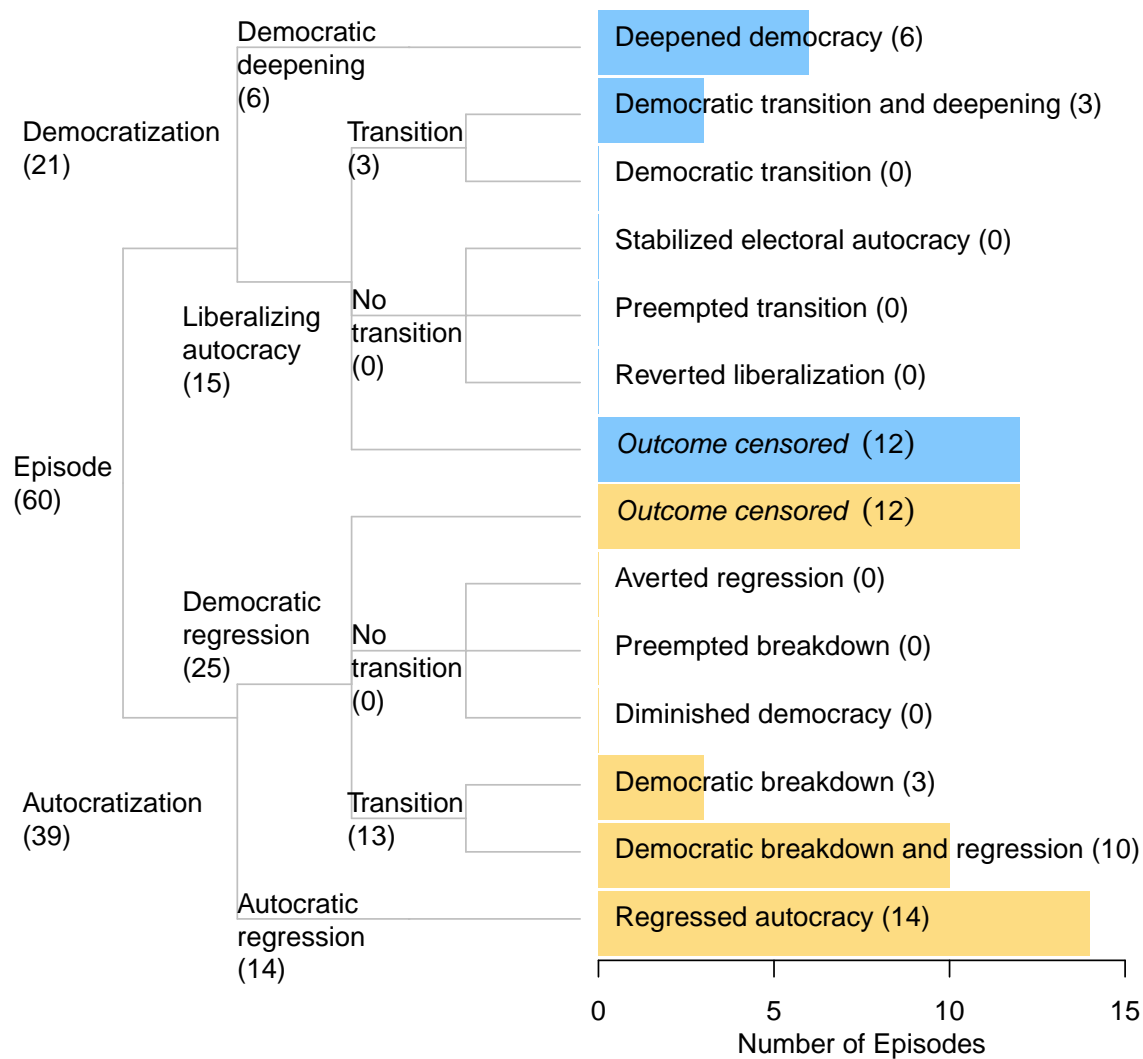 Democratic
deepening
(6)
Deepened democracy (6)
Democratization
(21)
Transition
(3)
Democratic transition and deepening (3)
Democratic transition (0)
Stabilized electoral autocracy (0)
Liberalizing
autocracy
(15)
No
transition
(0)
Preempted transition (0)
Reverted liberalization (0)
Outcome censored (12)
Episode
(60)
Outcome censored (12)
Averted regression (0)
Democratic
regression
(25)
No
transition
(0)
Preempted breakdown (0)
Diminished democracy (0)
Autocratization
(39)
Transition
(13)
Democratic breakdown (3)
Democratic breakdown and regression (10)
Autocratic
regression
(14)
Regressed autocracy (14)
0 5 10 15
Number of Episodes